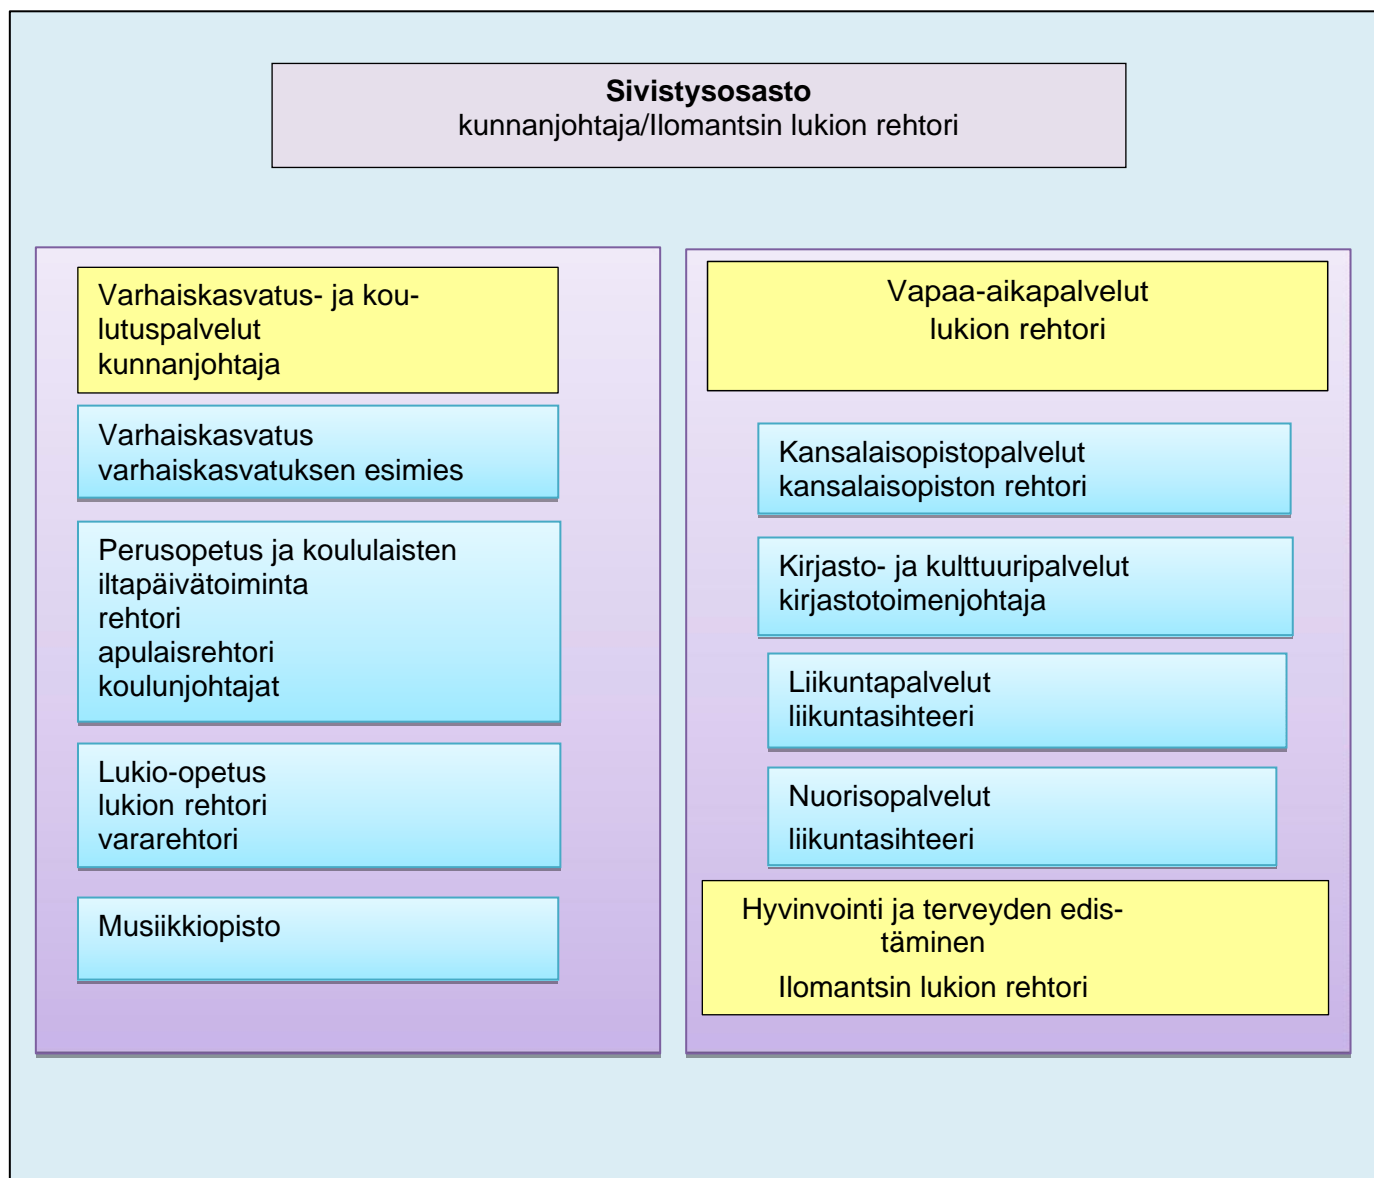 Sivistysosasto
kunnanjohtaja/Ilomantsin lukion rehtori
Varhaiskasvatus- ja kou-
lutuspalvelut
kunnanjohtaja
Varhaiskasvatus
varhaiskasvatuksen esimies
Perusopetus ja koululaisten
iltapäivätoiminta
rehtori
apulaisrehtori
koulunjohtajat
Lukio-opetus
lukion rehtori
vararehtori
Musiikkiopisto
Vapaa-aikapalvelut
lukion rehtori
Kansalaisopistopalvelut
kansalaisopiston rehtori
Kirjasto- ja kulttuuripalvelut
kirjastotoimenjohtaja
Liikuntapalvelut
liikuntasihteeri
Nuorisopalvelut
liikuntasihteeri
Hyvinvointi ja terveyden edis-
täminen
Ilomantsin lukion rehtori